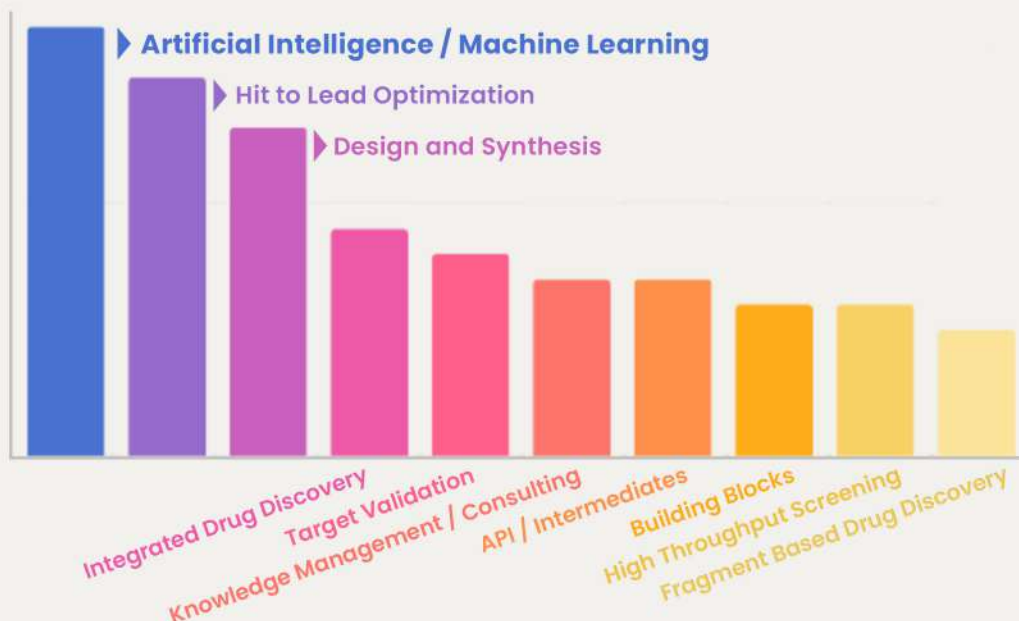 Artificial Intelligence / Machine Learning
Hit to Lead Optimization
Design and Synthesis
Integrated Drug Discovery
Target Validation
Knowledge Management / Consulting
API / Intermediates
Building Blocks
High Throughput Screening
Fragment Based Drug Discovery